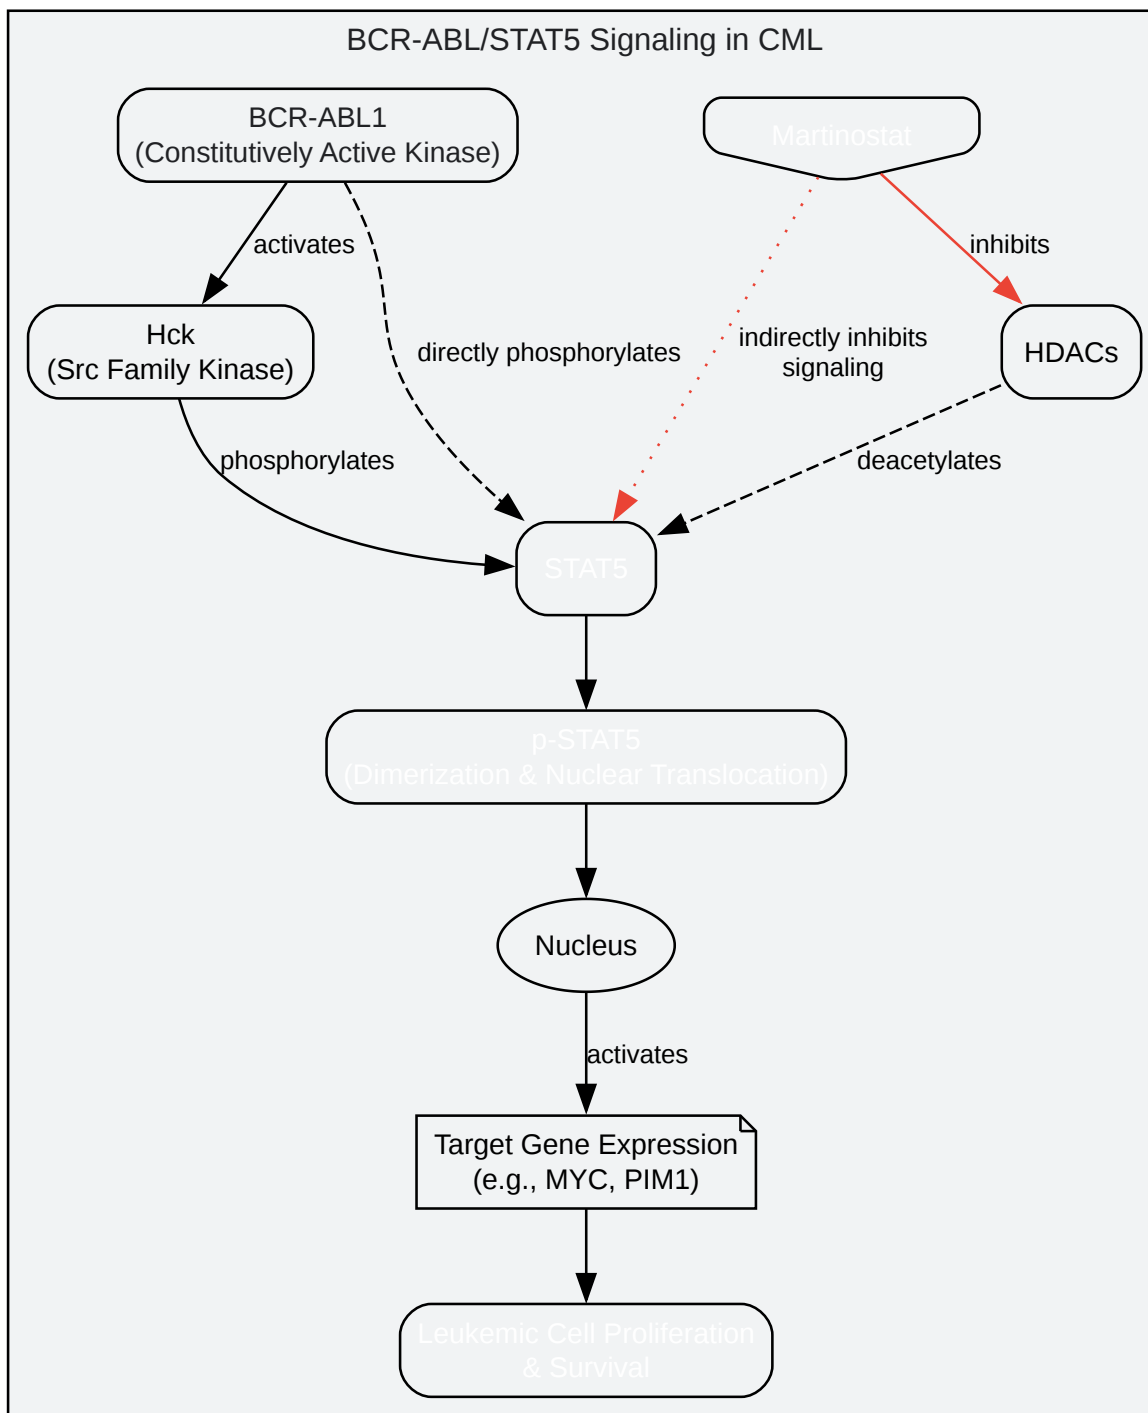 BCR-ABL/STAT5 Signaling in CML
BCR-ABL1
(Constitutively Active Kinase)
Martinostat
activates
inhibits
Hck
(Src Family Kinase)
directly phosphorylates
indirectly inhibits
signaling
HDACs
phosphorylates
deacetylates
STAT5
p-STAT5
(Dimerization & Nuclear Translocation)
Nucleus
activates
Target Gene Expression
(e.g., MYC, PIM1)
Leukemic Cell Proliferation
& Survival